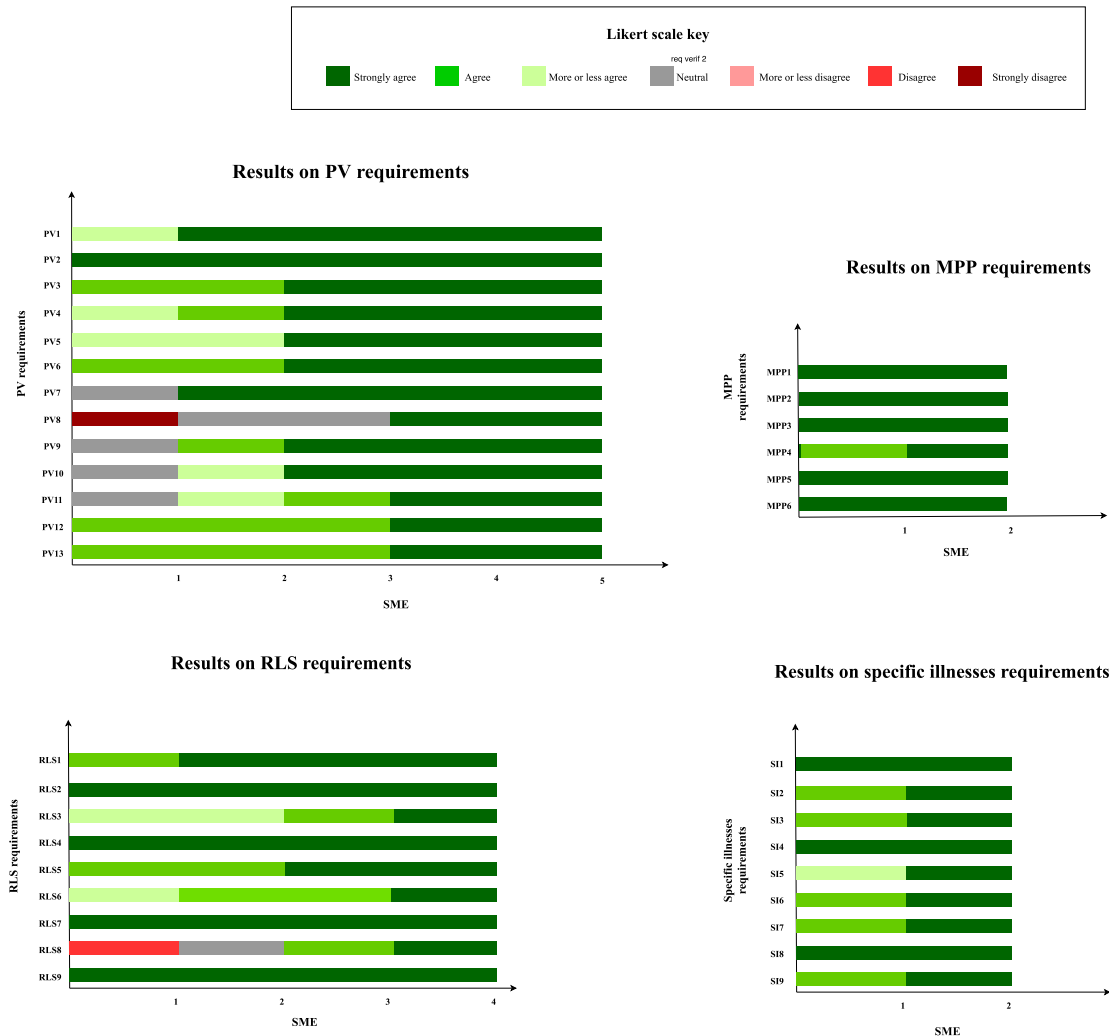 Likert scale key
req verif 2
Strongly agree
Agree
More or less agree
Neutral
More or less disagree
Disagree
Strongly disagree
Results on PV requirements
PV requirements
PV1
PV2
PV3
PV4
PV5
PV6
PV7
PV8
PV9
PV10
PV11
PV12
PV13
1 2 3 4 5
SME
Results on MPP requirements
MPP
requirements
MPP1
MPP2
MPP3
MPP4
MPP5
MPP6
1 2
SME
Results on RLS requirements
RLS requirements
RLS1
RLS2
RLS3
RLS4
RLS5
RLS6
RLS7
RLS8
RLS9
1 2 3 4
SME
Results on specific illnesses requirements
Specific illnesses
requirements
SI1
SI2
SI3
SI4
SI5
SI6
SI7
SI8
SI9
1 2
SME